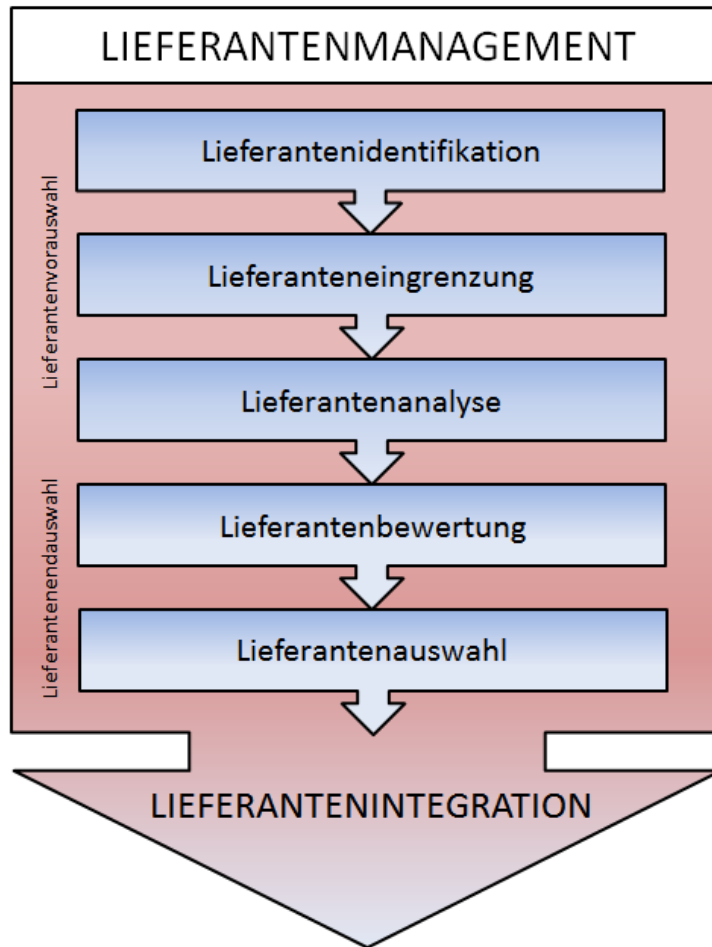 LIEFERANTENMANAGEMENT
Lieferantenvorauswahl
Lieferantenidentifikation
Lieferanteneingrenzung
Lieferantenanalyse
Lieferantenendauswahl
Lieferantenbewertung
Lieferantenauswahl
LIEFERANTENINTEGRATION